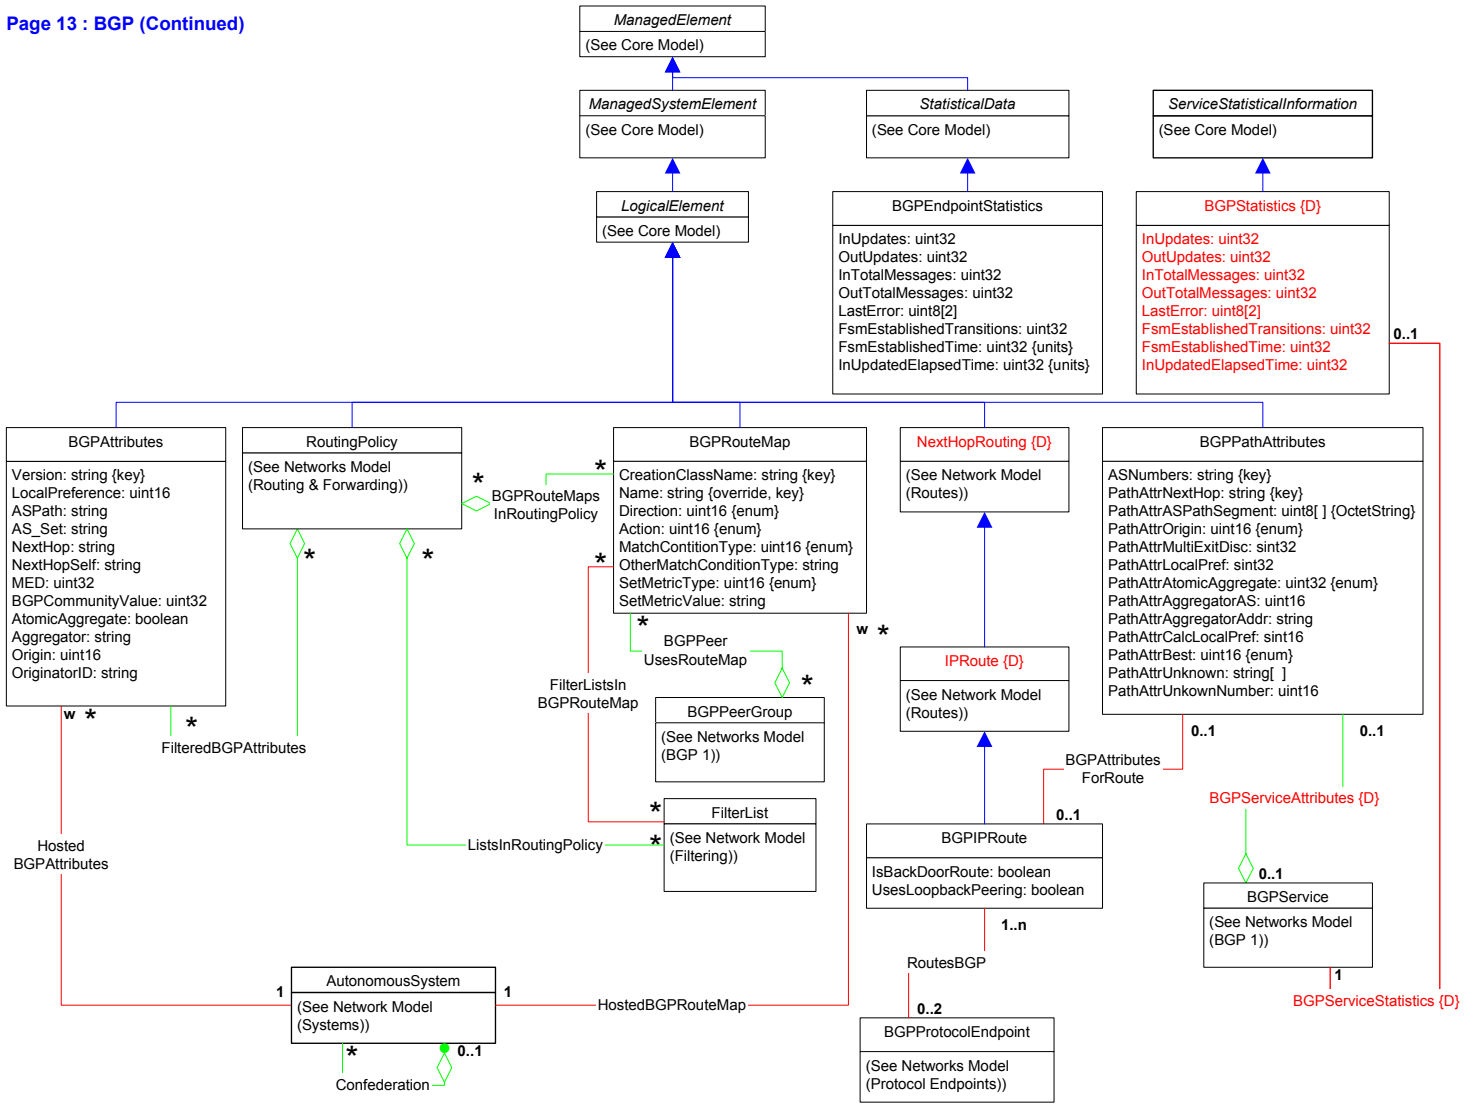 Page 13 : BGP (Continued)
ManagedElement
(See Core Model)
ManagedSystemElement
(See Core Model)
StatisticalData
(See Core Model)
ServiceStatisticalInformation
(See Core Model)
LogicalElement
(See Core Model)
BGPEndpointStatistics
InUpdates: uint32
OutUpdates: uint32
InTotalMessages: uint32
OutTotalMessages: uint32
LastError: uint8[2]
FsmEstablishedTransitions: uint32
FsmEstablishedTime: uint32 {units}
InUpdatedElapsedTime: uint32 {units}
BGPStatistics {D}
InUpdates: uint32
OutUpdates: uint32
InTotalMessages: uint32
OutTotalMessages: uint32
LastError: uint8[2]
FsmEstablishedTransitions: uint32
FsmEstablishedTime: uint32
InUpdatedElapsedTime: uint32
0..1
BGPAttributes
Version: string {key}
LocalPreference: uint16
ASPath: string
AS_Set: string
NextHop: string
NextHopSelf: string
MED: uint32
BGPCommunityValue: uint32
AtomicAggregate: boolean
Aggregator: string
Origin: uint16
OriginatorID: string
w *
*
RoutingPolicy
(See Networks Model
(Routing & Forwarding))
*
*
*
*
BGPRouteMaps
InRoutingPolicy
BGPRouteMap
CreationClassName: string {key}
Name: string {override, key}
Direction: uint16 {enum}
Action: uint16 {enum}
MatchContitionType: uint16 {enum}
OtherMatchConditionType: string
SetMetricType: uint16 {enum}
SetMetricValue: string
*
*
w *
NextHopRouting {D}
(See Network Model
(Routes))
BGPPathAttributes
ASNumbers: string {key}
PathAttrNextHop: string {key}
PathAttrASPathSegment: uint8[ ] {OctetString}
PathAttrOrigin: uint16 {enum}
PathAttrMultiExitDisc: sint32
PathAttrLocalPref: sint32
PathAttrAtomicAggregate: uint32 {enum}
PathAttrAggregatorAS: uint16
PathAttrAggregatorAddr: string
PathAttrCalcLocalPref: sint16
PathAttrBest: uint16 {enum}
PathAttrUnknown: string[ ]
PathAttrUnkownNumber: uint16
0..1
0..1
FilteredBGPAttributes
BGPPeer
UsesRouteMap
*
FilterListsIn
BGPRouteMap
BGPPeerGroup
(See Networks Model
(BGP 1))
IPRoute {D}
(See Network Model
(Routes))
BGPAttributes
ForRoute
0..1
BGPServiceAttributes {D}
0..1
*
*
FilterList
(See Network Model
(Filtering))
ListsInRoutingPolicy
BGPIPRoute
IsBackDoorRoute: boolean
UsesLoopbackPeering: boolean
1..n
Hosted
BGPAttributes
BGPService
(See Networks Model
(BGP 1))
1
BGPServiceStatistics {D}
RoutesBGP
0..2
AutonomousSystem
(See Network Model
(Systems))
1
1
HostedBGPRouteMap
*
0..1
Confederation
BGPProtocolEndpoint
(See Networks Model
(Protocol Endpoints))